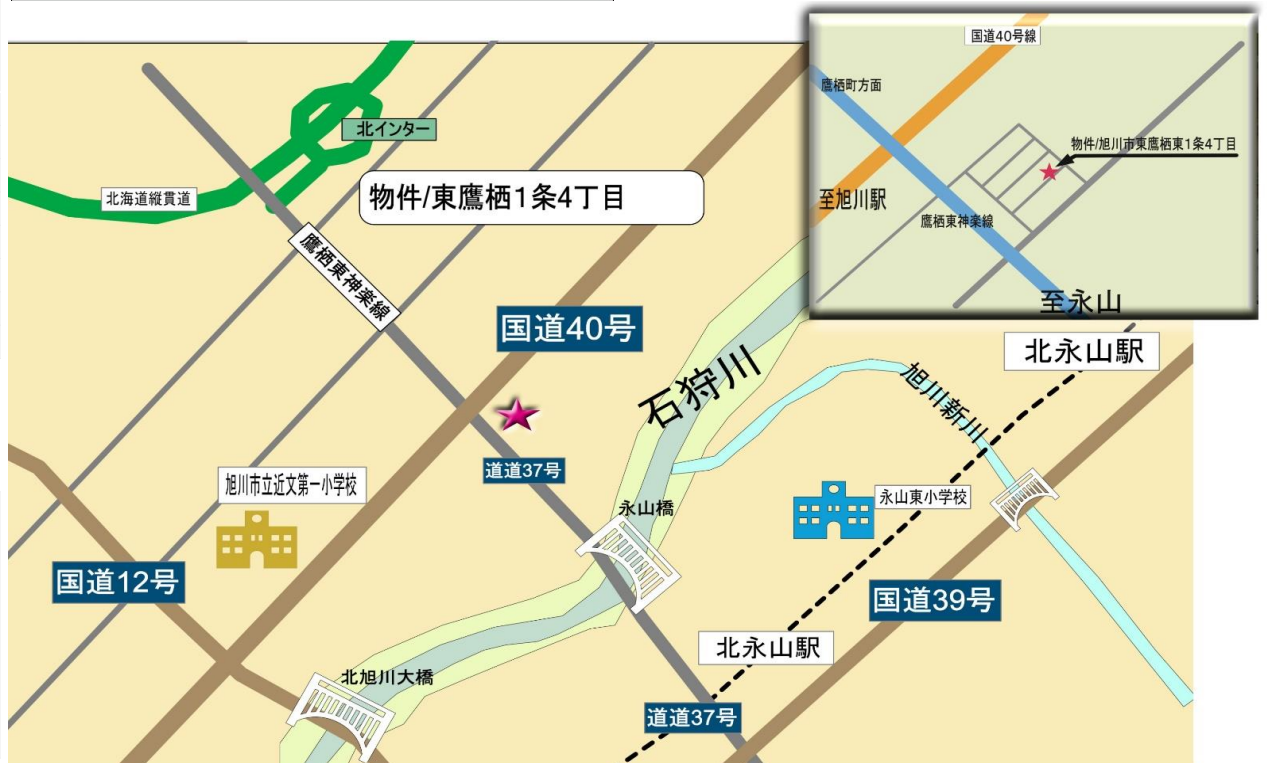 国道40号線
鷹栖町方面
物件/旭川市東鷹栖東1条4丁目
至旭川駅
鷹栖東神楽線
至永山
北インター
北海道縦貫道
物件/東鷹栖1条4丁目
鷹栖東神楽線
国道40号
石狩川
北永山駅
旭川新川
道道37号
旭川市立近文第一小学校
永山東小学校
永山橋
国道12号
国道39号
北永山駅
北旭川大橋
道道37号